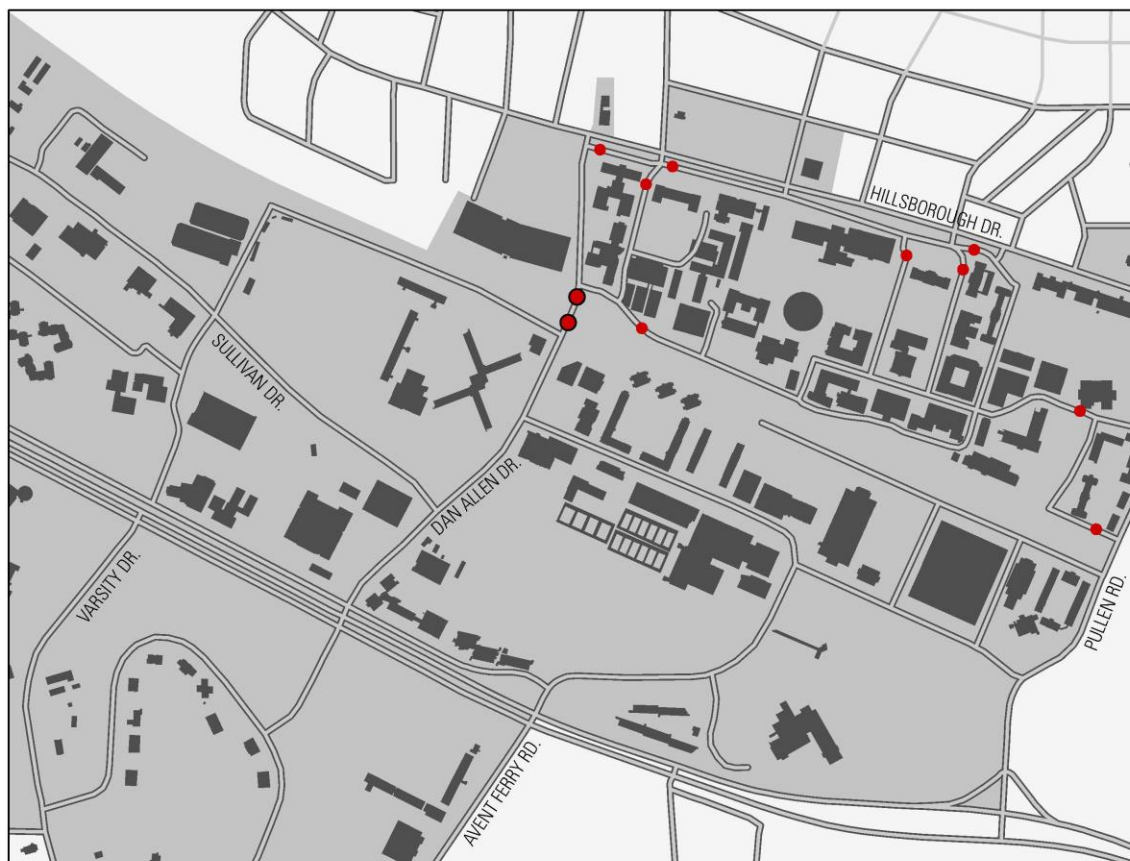 HILLSBOROUGH DR.
SULLIVAN DR.
DAN ALLEN DR.
VARSITY DR.
PULLEN RD.
AVENT FERRY RD.